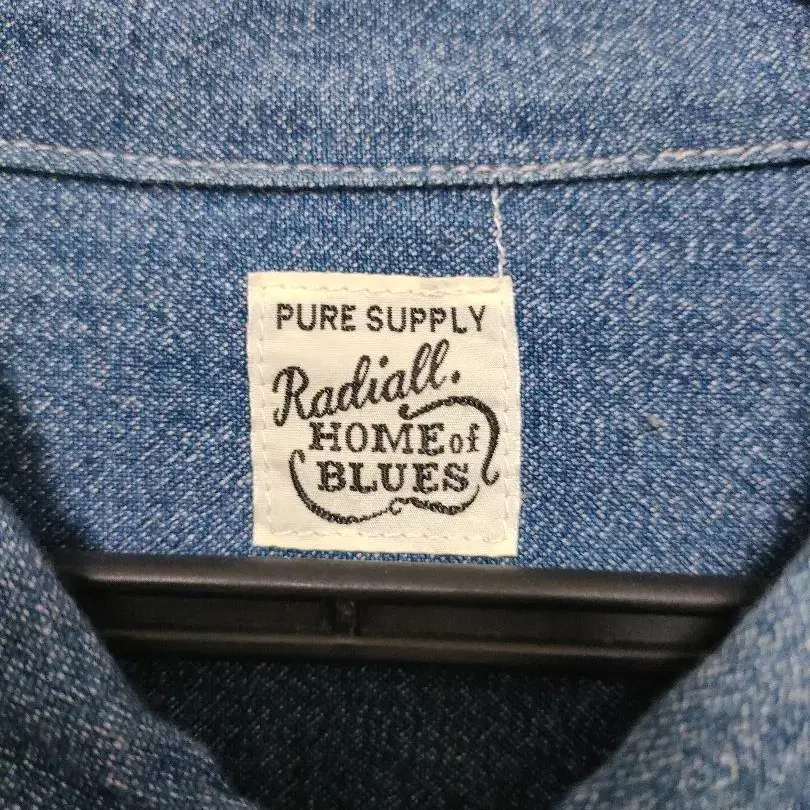 PURE SUPPLY
Radiall.
HOME of
BLUES